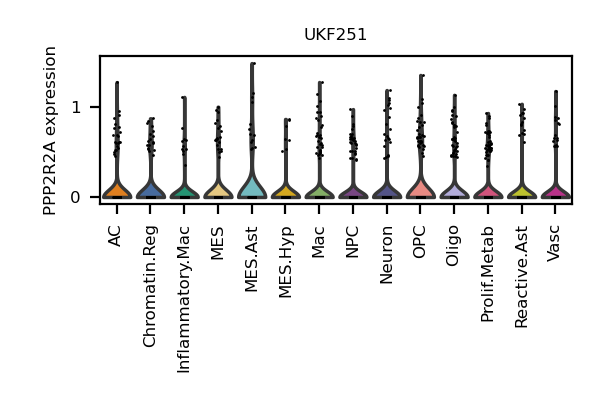 UKF251
PPP2R2A expression
1
0
AC
Chromatin.Reg
Inflammatory.Mac
MES
MES.Ast
MES.Hyp
Mac
NPC
Neuron
OPC
Oligo
Prolif.Metab
Reactive.Ast
Vasc